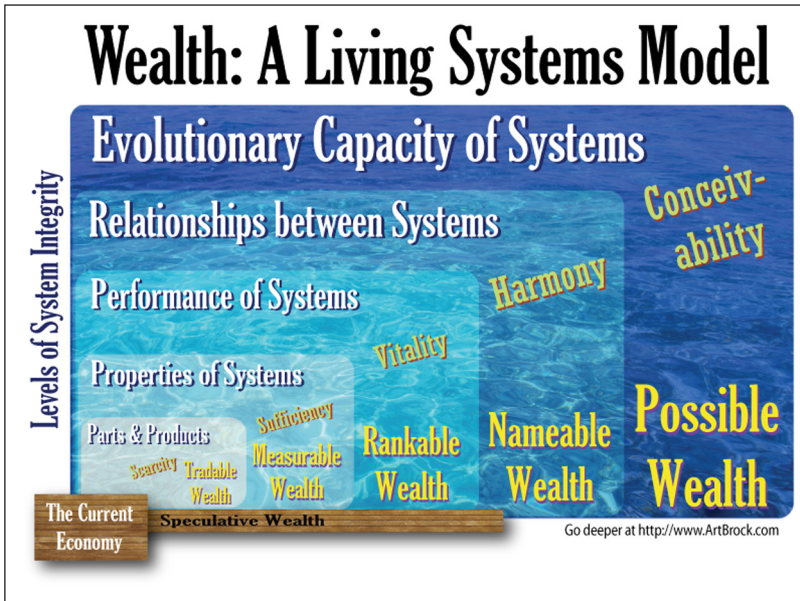 Wealth: A Living Systems Model
Evolutionary Capacity of Systems
Conceiv-
ability
Relationships between Systems
Harmony
Performance of Systems
Vitality
Properties of Systems
Sufficiency
Parts & Products
Scarcity
Tradable
Wealth
Measurable
Wealth
Rankable
Wealth
Nameable
Wealth
Possible
Wealth
Levels of System Integrity
The Current
Economy
Speculative Wealth
Go deeper at http://www.ArtBrock.com